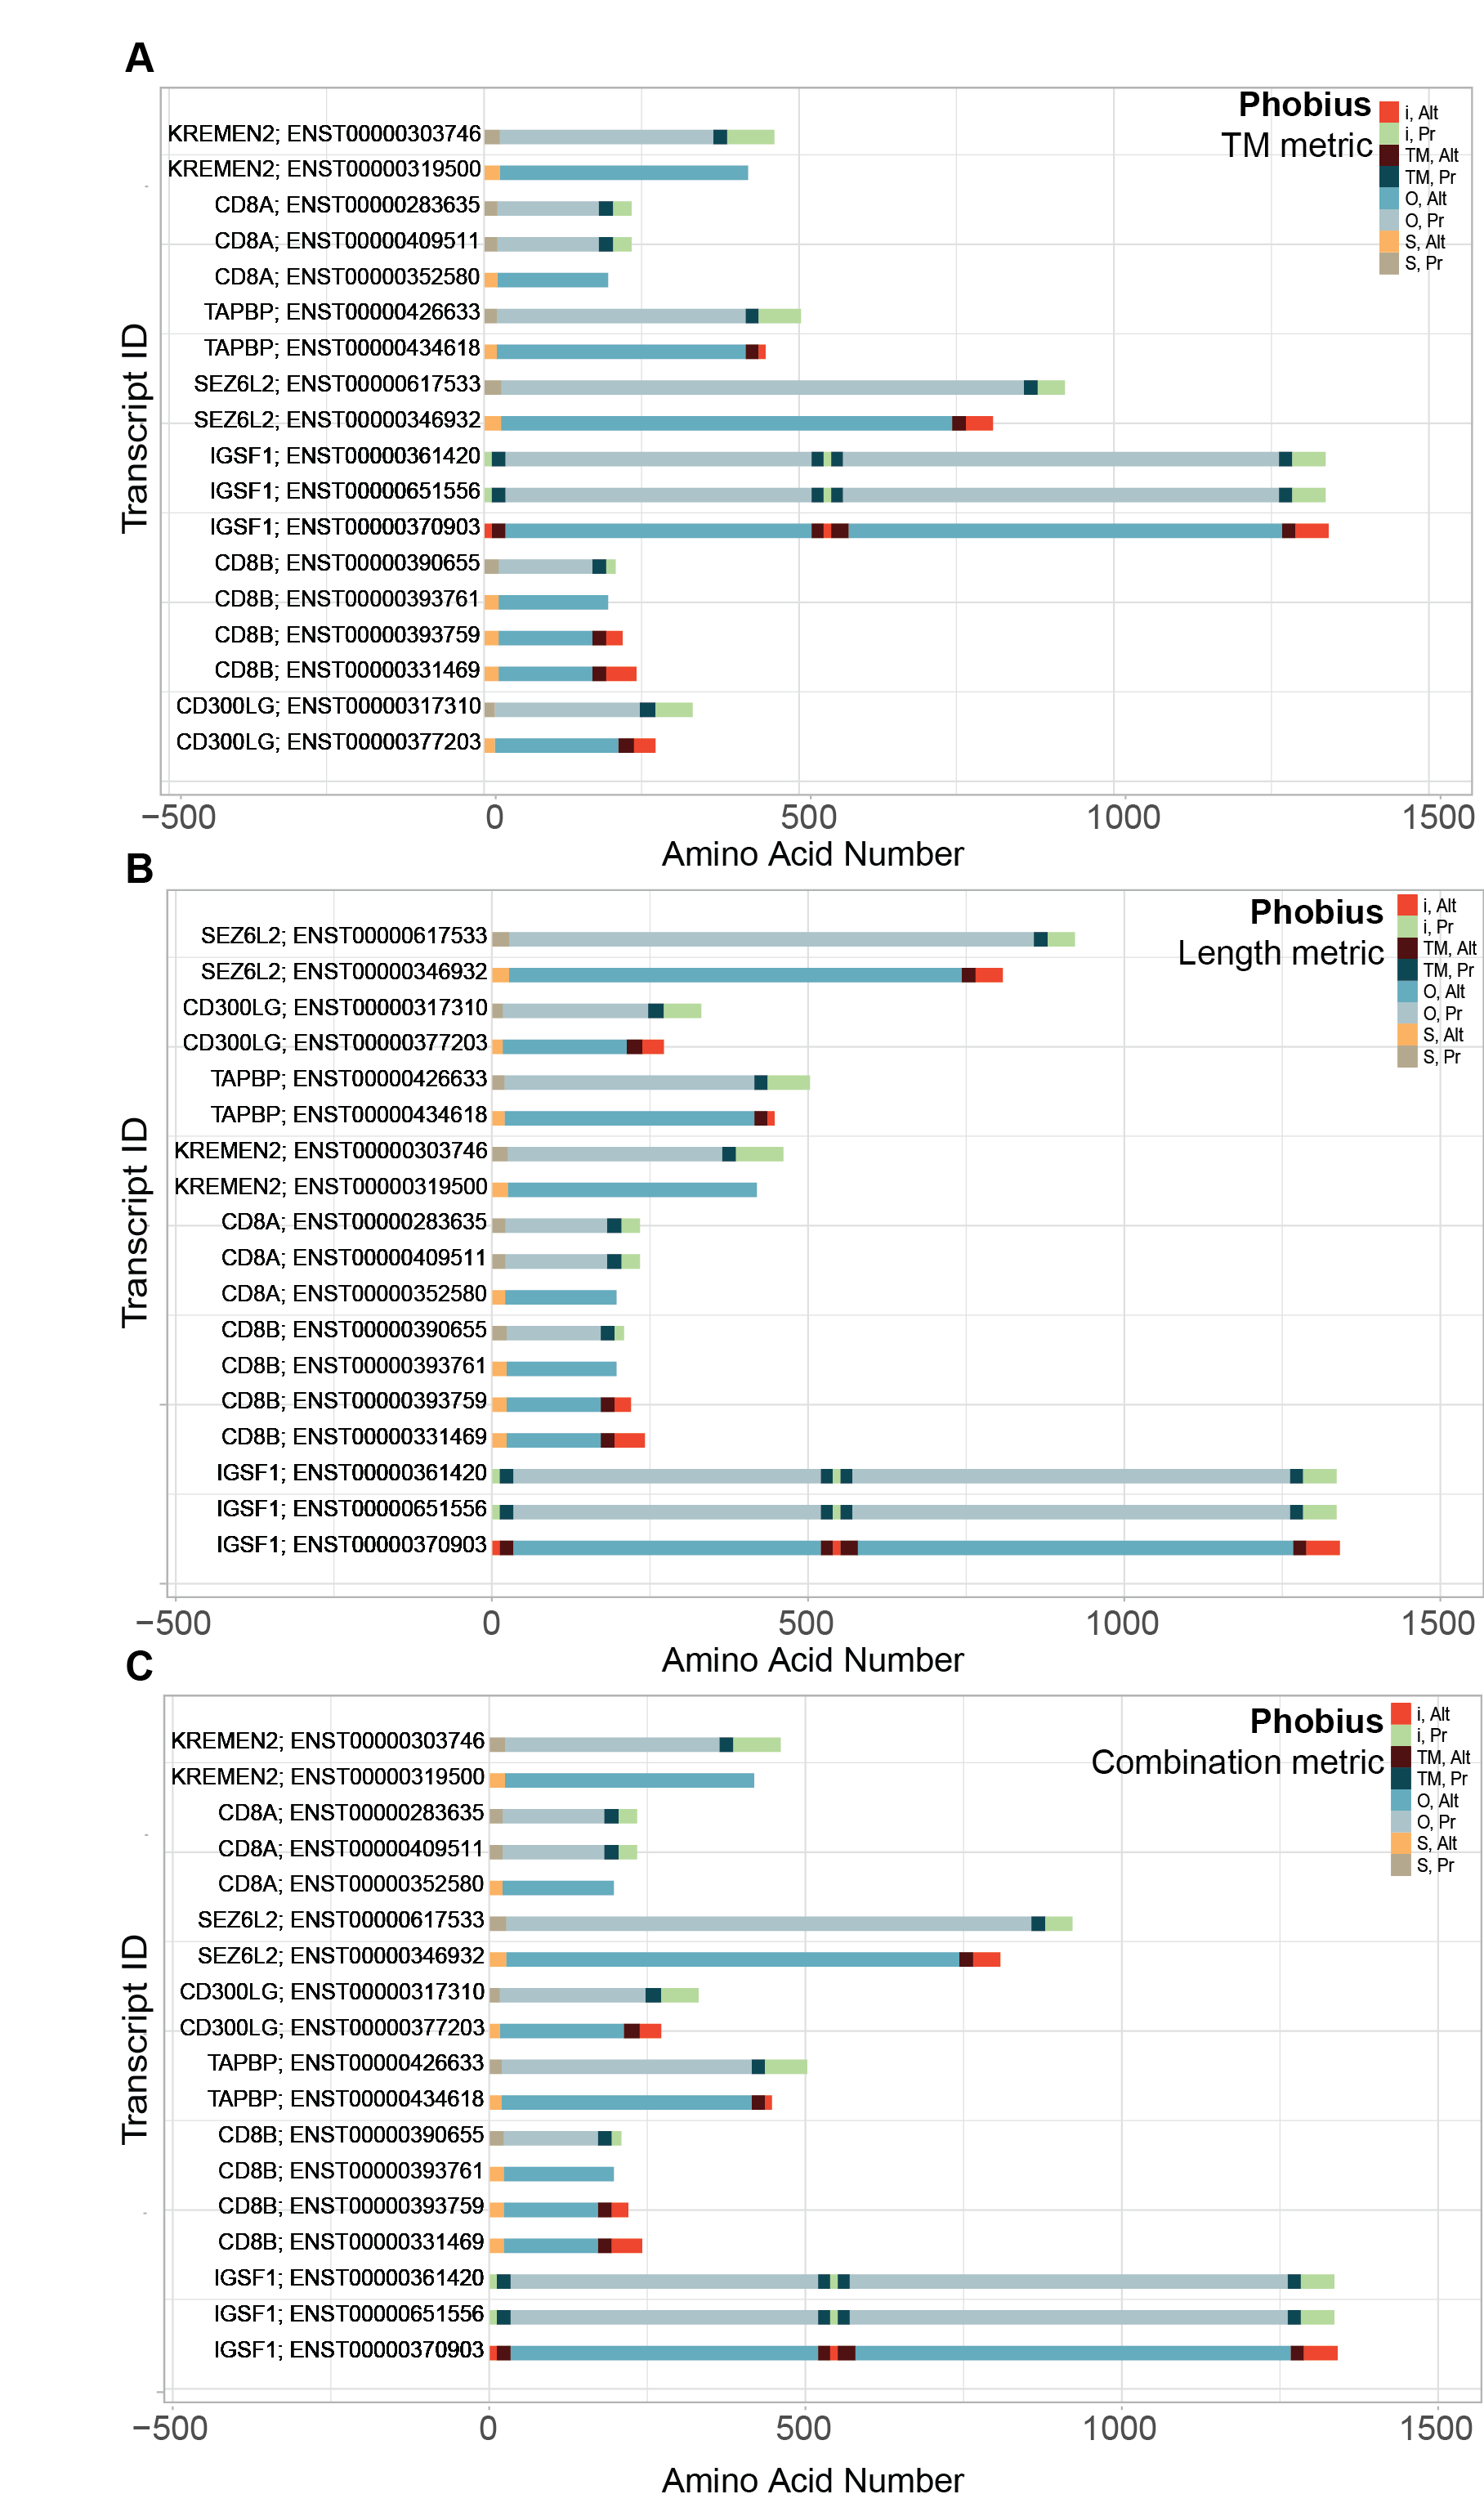 A
Phobius
TM metric
i, Alt
i, Pr
TM, Alt
TM, Pr
O, Alt
O, Pr
S, Alt
S, Pr
Transcript ID
KREMEN2; ENST00000303746
KREMEN2; ENST00000319500
CD8A; ENST00000283635
CD8A; ENST00000409511
CD8A; ENST00000352580
TAPBP; ENST00000426633
TAPBP; ENST00000434618
SEZ6L2; ENST00000617533
SEZ6L2; ENST00000346932
IGSF1; ENST00000361420
IGSF1; ENST00000651556
IGSF1; ENST00000370903
CD8B; ENST00000390655
CD8B; ENST00000393761
CD8B; ENST00000393759
CD8B; ENST00000331469
CD300LG; ENST00000317310
CD300LG; ENST00000377203
−500 0 500 1000 1500
Amino Acid Number
B
Phobius
Length metric
i, Alt
i, Pr
TM, Alt
TM, Pr
O, Alt
O, Pr
S, Alt
S, Pr
Transcript ID
SEZ6L2; ENST00000617533
SEZ6L2; ENST00000346932
CD300LG; ENST00000317310
CD300LG; ENST00000377203
TAPBP; ENST00000426633
TAPBP; ENST00000434618
KREMEN2; ENST00000303746
KREMEN2; ENST00000319500
CD8A; ENST00000283635
CD8A; ENST00000409511
CD8A; ENST00000352580
CD8B; ENST00000390655
CD8B; ENST00000393761
CD8B; ENST00000393759
CD8B; ENST00000331469
IGSF1; ENST00000361420
IGSF1; ENST00000651556
IGSF1; ENST00000370903
−500 0 500 1000 1500
Amino Acid Number
C
Phobius
Combination metric
i, Alt
i, Pr
TM, Alt
TM, Pr
O, Alt
O, Pr
S, Alt
S, Pr
Transcript ID
KREMEN2; ENST00000303746
KREMEN2; ENST00000319500
CD8A; ENST00000283635
CD8A; ENST00000409511
CD8A; ENST00000352580
SEZ6L2; ENST00000617533
SEZ6L2; ENST00000346932
CD300LG; ENST00000317310
CD300LG; ENST00000377203
TAPBP; ENST00000426633
TAPBP; ENST00000434618
CD8B; ENST00000390655
CD8B; ENST00000393761
CD8B; ENST00000393759
CD8B; ENST00000331469
IGSF1; ENST00000361420
IGSF1; ENST00000651556
IGSF1; ENST00000370903
−500 0 500 1000 1500
Amino Acid Number